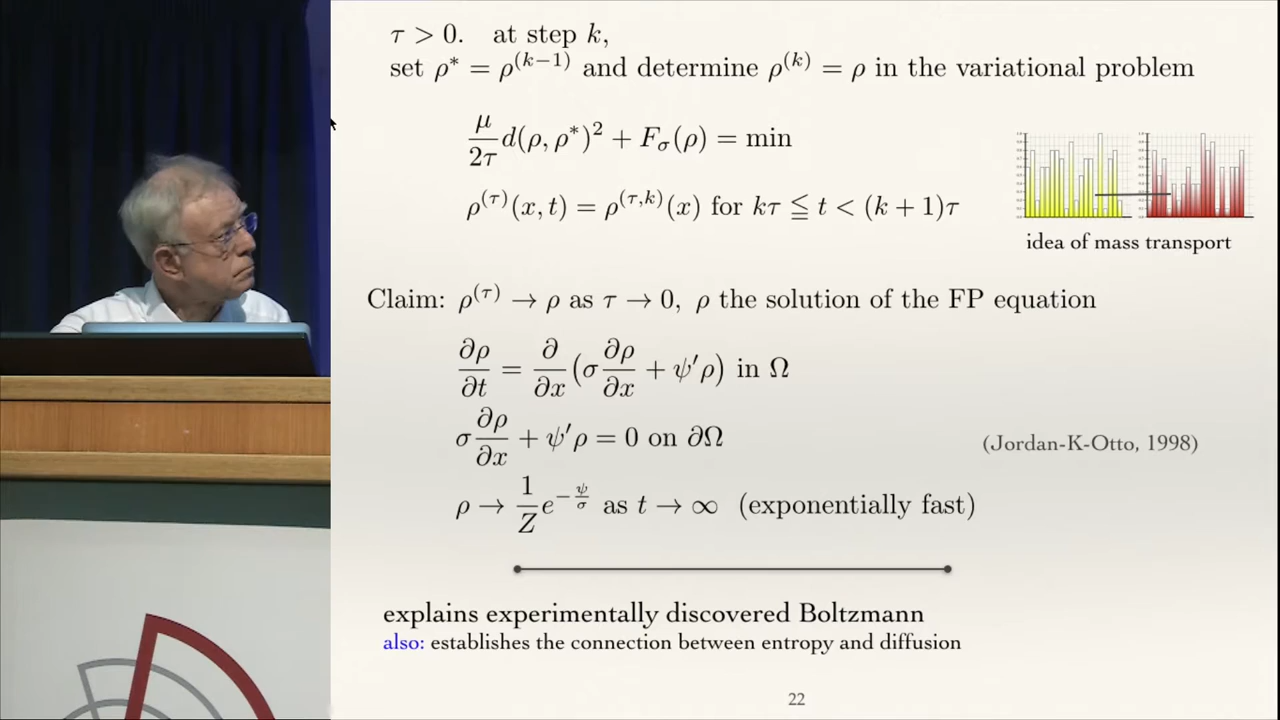 τ > 0. at step k,
set ρ* = ρ^(k−1) and determine ρ^(k) = ρ in the variational problem
μ/2τ d(ρ, ρ*)² + F_σ(ρ) = min
ρ^(τ)(x, t) = ρ^(τ,k)(x) for kτ ≦ t < (k + 1)τ
idea of mass transport
Claim: ρ^(τ) → ρ as τ → 0, ρ the solution of the FP equation
∂ρ/∂t = ∂/∂x (σ ∂ρ/∂x + ψ′ρ) in Ω
σ ∂ρ/∂x + ψ′ρ = 0 on ∂Ω
(Jordan-K-Otto, 1998)
ρ → 1/Z e^(−ψ/σ) as t → ∞ (exponentially fast)
explains experimentally discovered Boltzmann
also: establishes the connection between entropy and diffusion
22